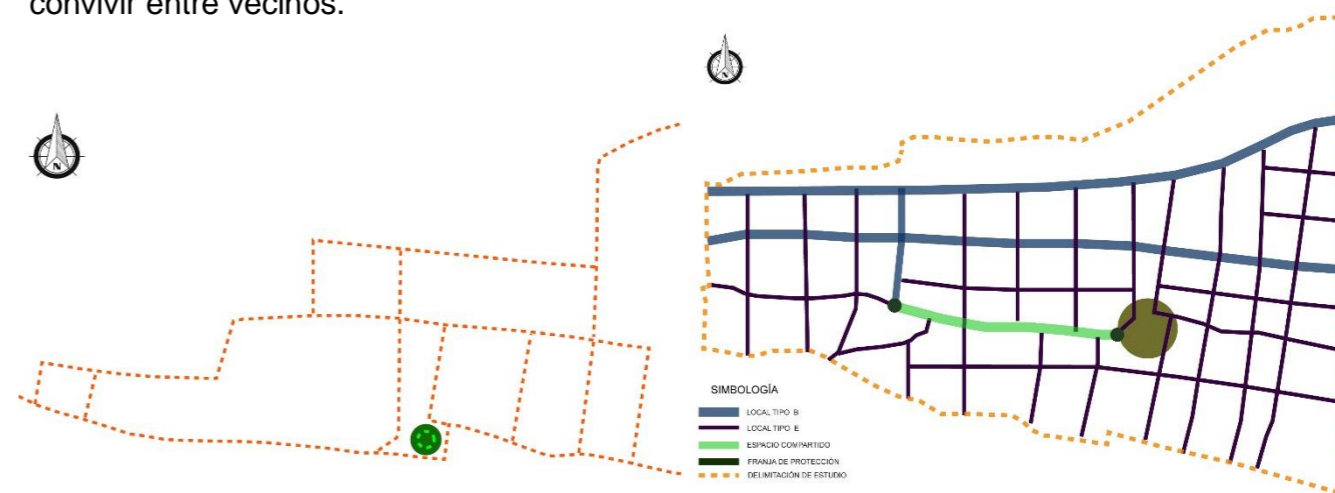 convivir entre vecinos.
N
N
SIMBOLOGÍA
LOCAL TIPO B
LOCAL TIPO E
ESPACIO COMPARTIDO
FRANJA DE PROTECCIÓN
DELIMITACIÓN DE ESTUDIO